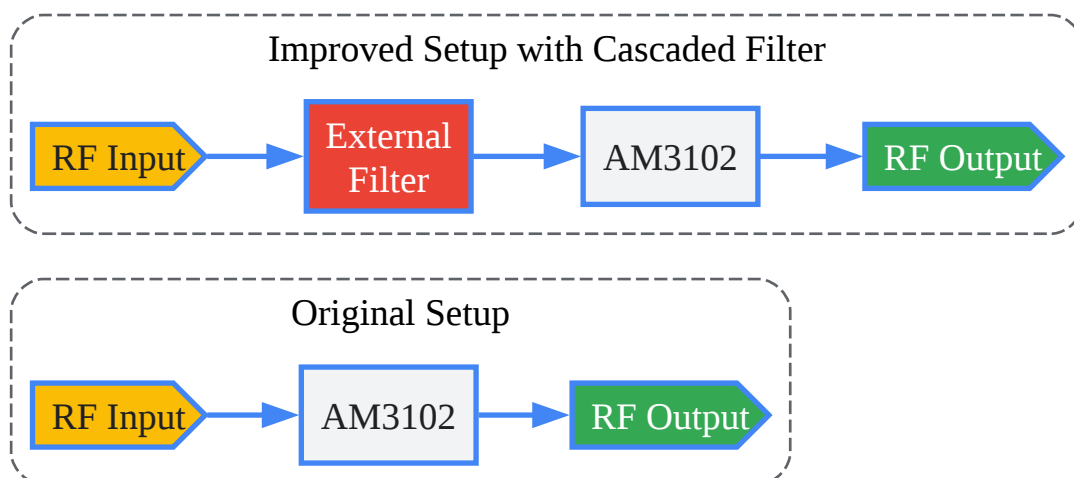 Improved Setup with Cascaded Filter
RF Input
External
Filter
AM3102
RF Output
Original Setup
RF Input
AM3102
RF Output